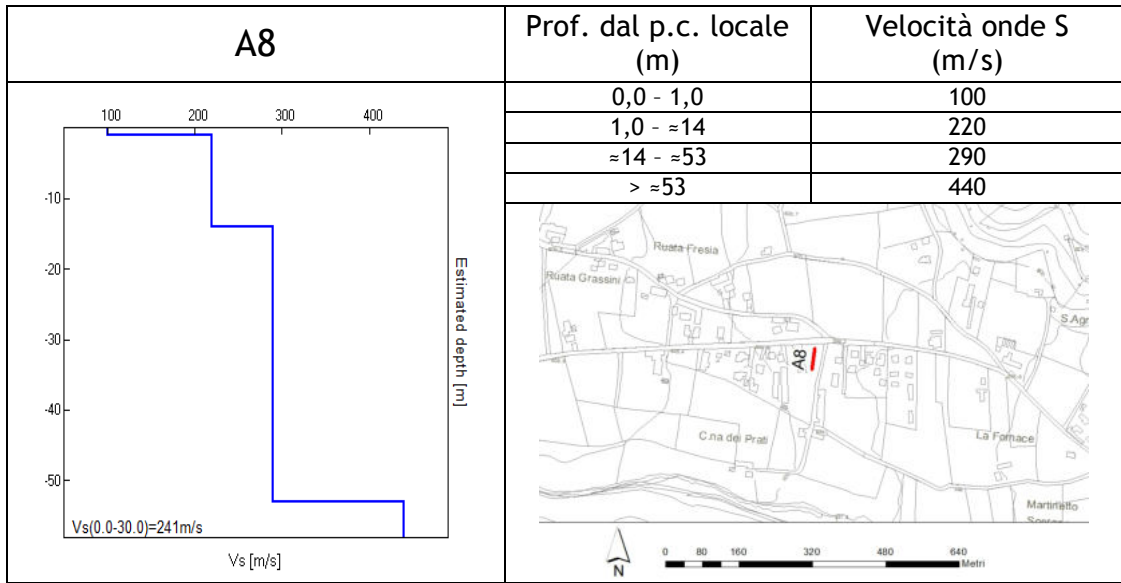 A8
Prof. dal p.c. locale
(m)
Velocità onde S
(m/s)
0,0 – 1,0 100
1,0 – ≈14 220
≈14 – ≈53 290
> ≈53 440
100 200 300 400
-10
-20
-30
-40
-50
Estimated depth [m]
Vs(0.0-30.0)=241m/s
Vs [m/s]
Ruata Fresia
Ruata Grassini
S.Agn
A8
C.na dei Prati
La Fornace
Martinetto
N
0 80 160 320 480 640
Metri